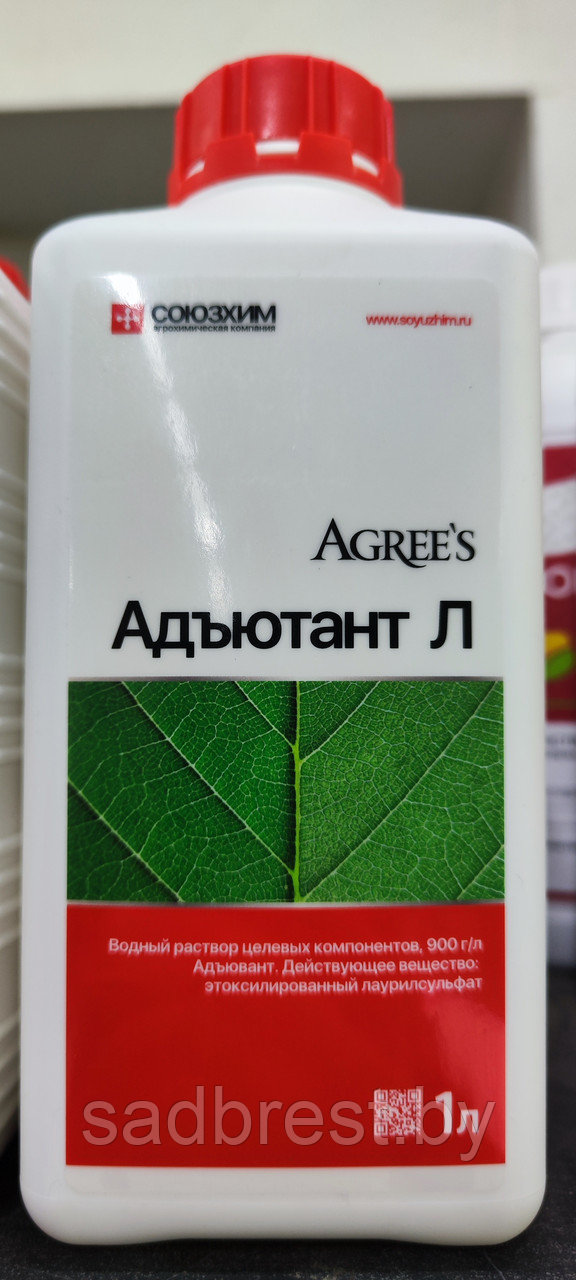 СОЮЗХИМ
агрохимическая компания
www.soyuzhim.ru
AGREE'S
Адъютант Л
Водный раствор целевых компонентов, 900 г/л
Адъювант. Действующее вещество:
этоксилированный лаурилсульфат
1л
sadbrest.by